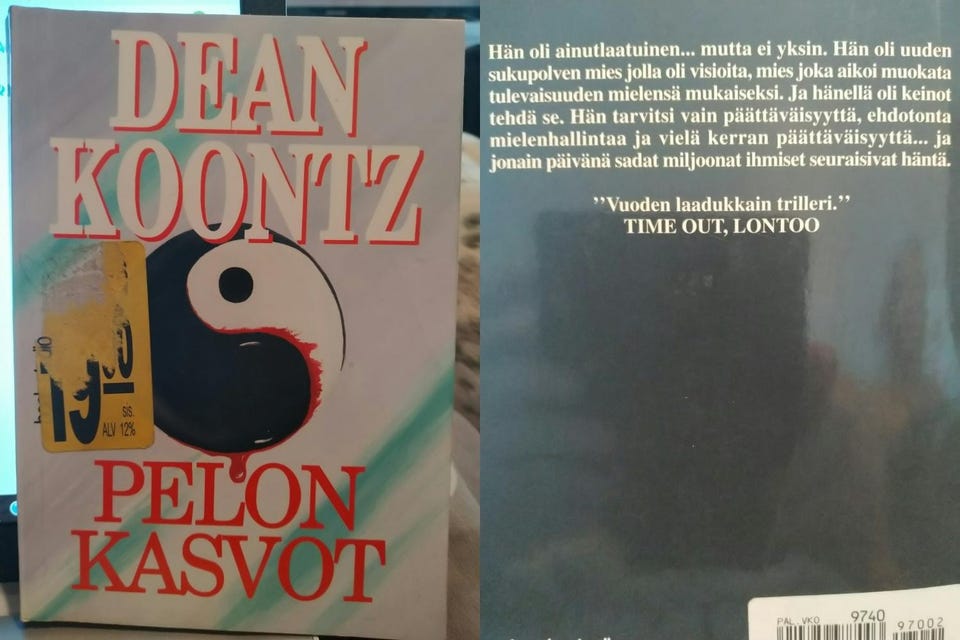 DEAN
KOONTZ
19
sis.
ALV 12%
PELON
KASVOT
Hän oli ainutlaatuinen... mutta ei yksin. Hän oli uuden
sukupolven mies jolla oli visioita, mies joka aikoi muokata
tulevaisuuden mielensä mukaiseksi. Ja hänellä oli keinot
tehdä se. Hän tarvitsi vain päättäväisyyttä, ehdotonta
mielenhallintaa ja vielä kerran päättäväisyyttä... ja
jonain päivänä sadat miljoonat ihmiset seuraisivat häntä.
’’Vuoden laadukkain trilleri.’’
TIME OUT, LONTOO
PAL. VKO 9740
97002